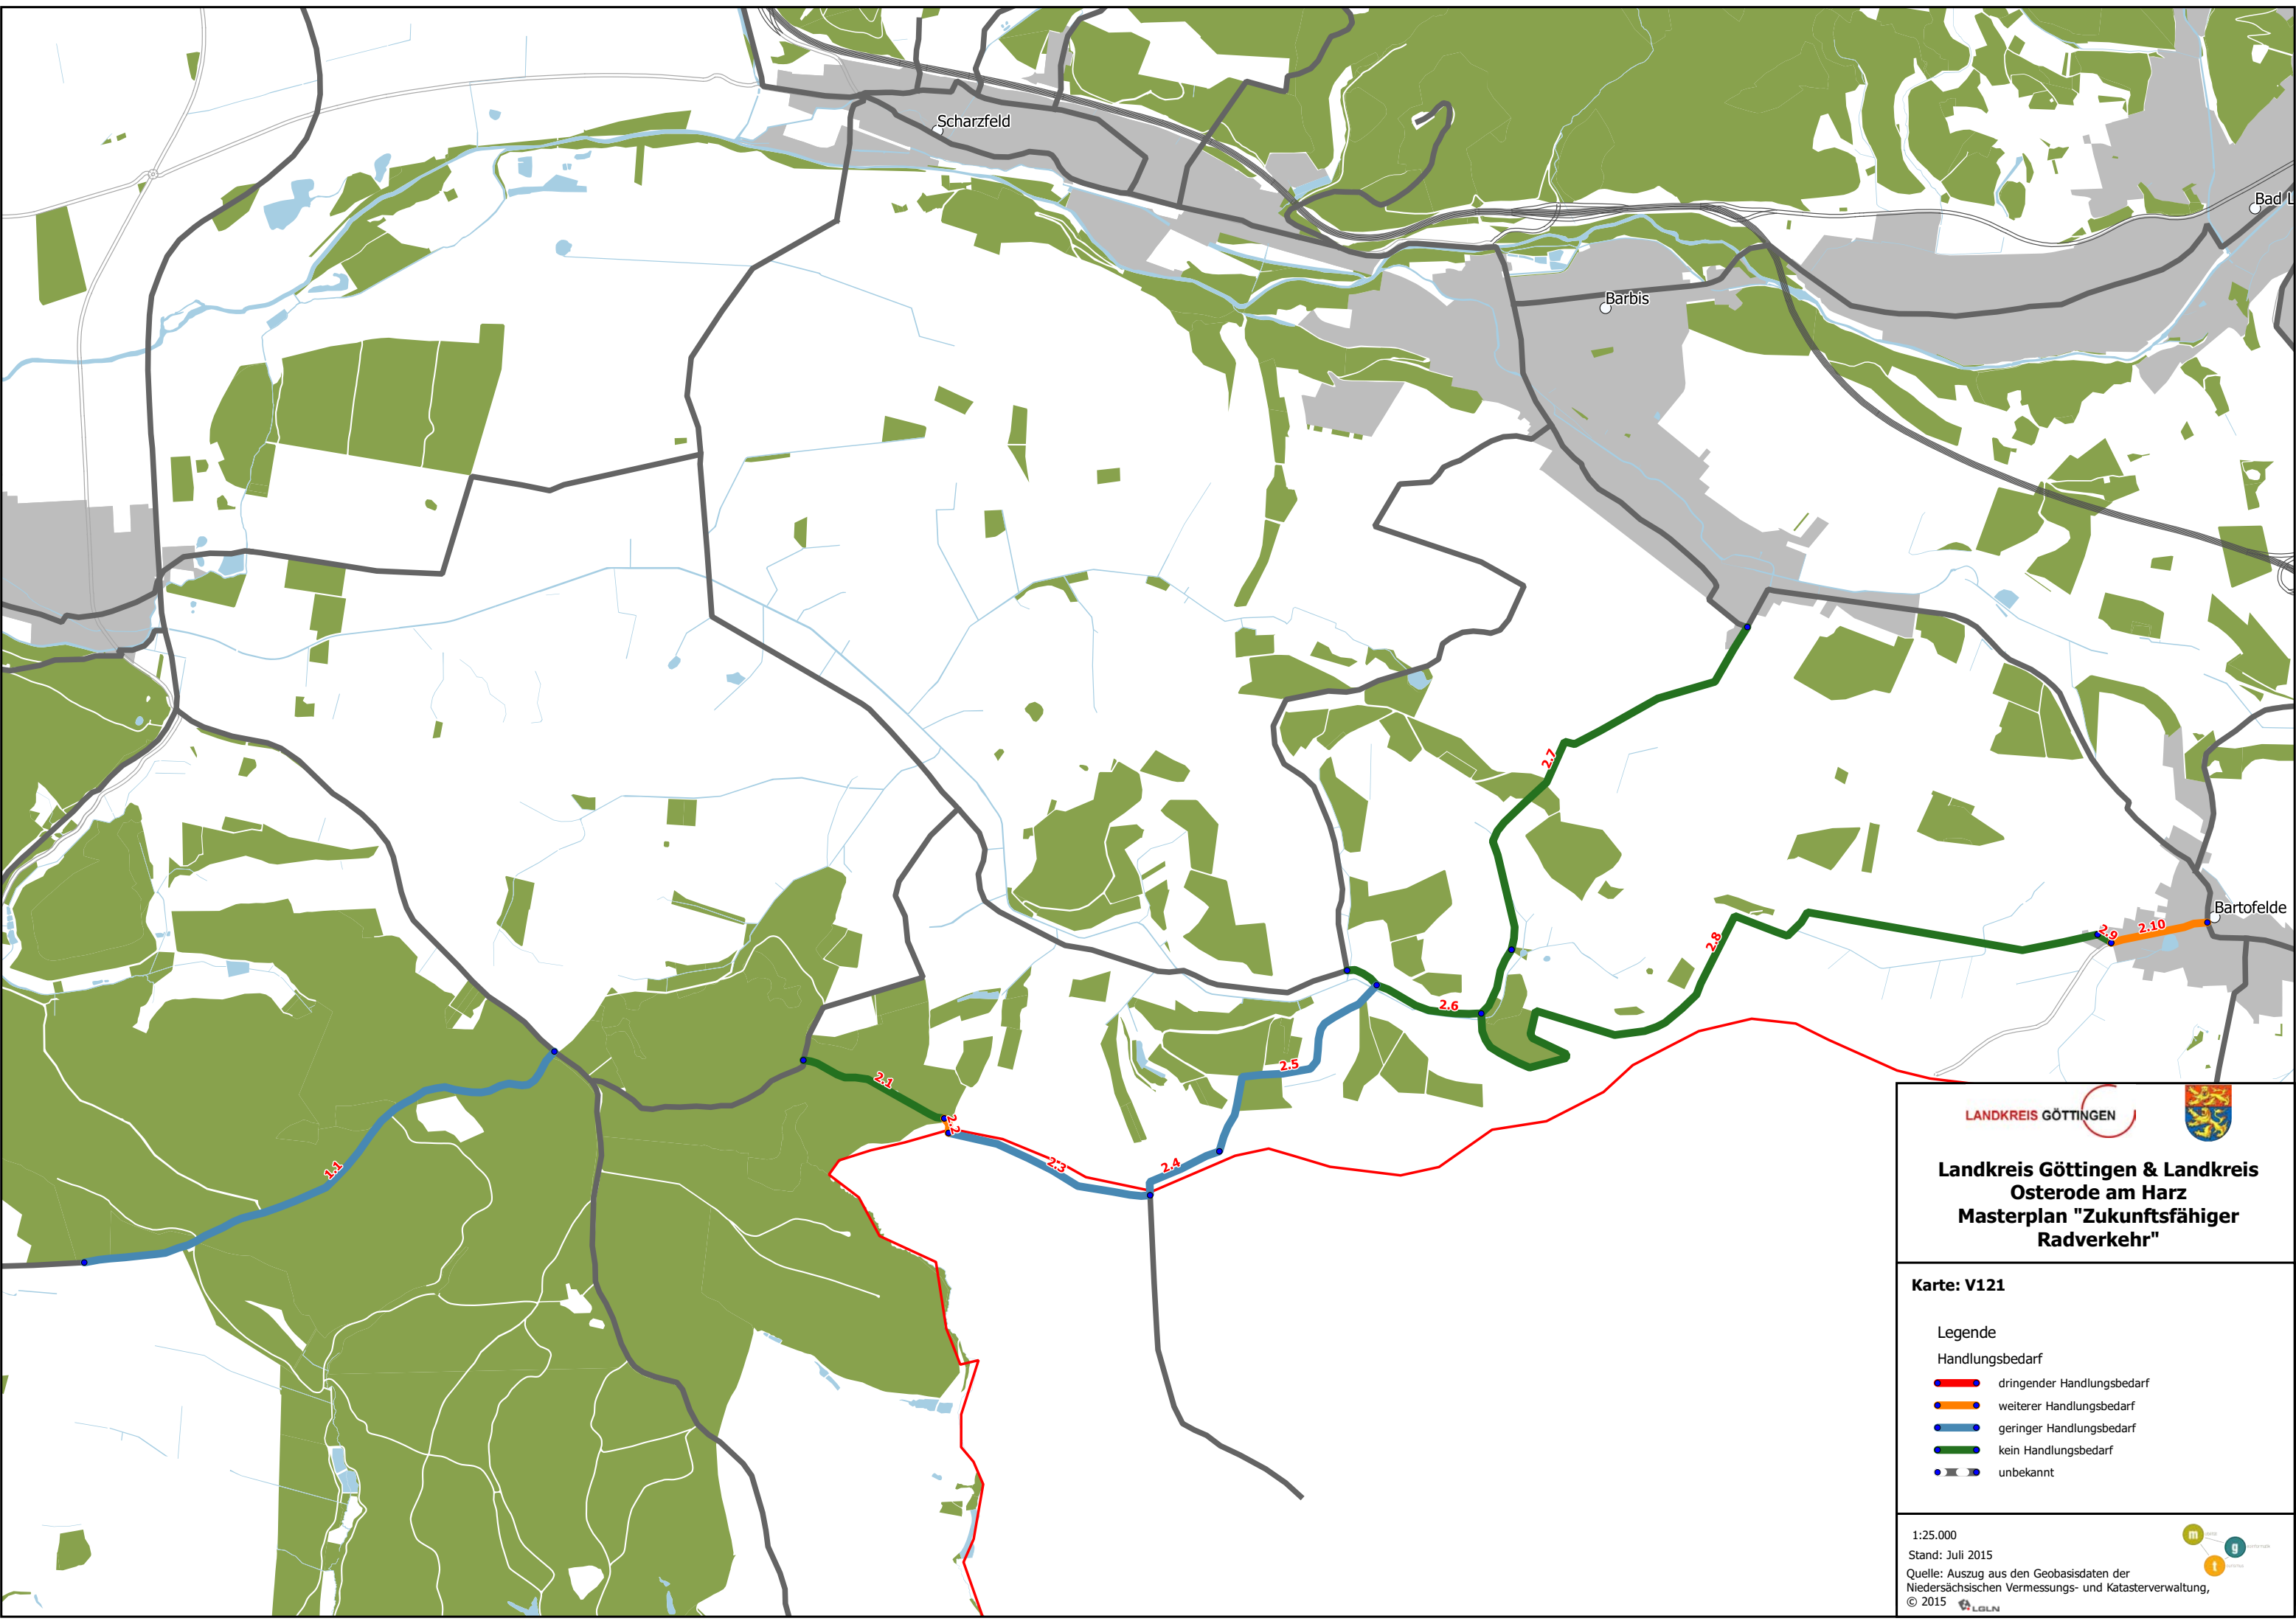 Scharzfeld
Bad L
Barbis
2.7
Bartofelde
2.10
2.9
2.8
2.6
2.5
2.1
2.2
2.3
2.4
1.1
LANDKREIS GÖTTINGEN
Landkreis Göttingen & Landkreis
Osterode am Harz
Masterplan "Zukunftsfähiger
Radverkehr"
Karte: V121
Legende
Handlungsbedarf
dringender Handlungsbedarf
weiterer Handlungsbedarf
geringer Handlungsbedarf
kein Handlungsbedarf
unbekannt
1:25.000
Stand: Juli 2015
m
g
t
Quelle: Auszug aus den Geobasisdaten der
Niedersächsischen Vermessungs- und Katasterverwaltung,
© 2015 LGLN